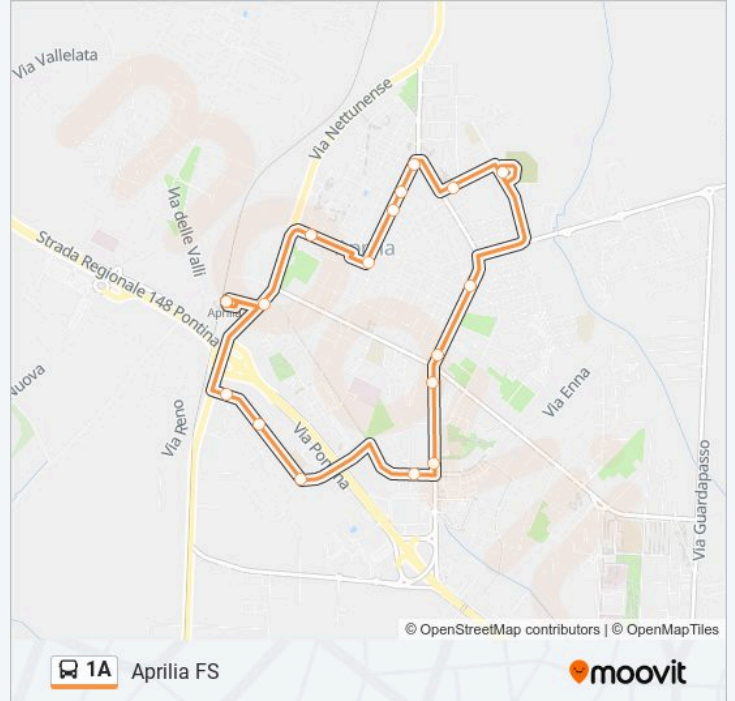 Via Vallelata
Via Nettunense
Via delle Valli
Strada Regionale 148 Pontina
Nuova
Via Reno
Via Pontina
Via Enna
Via Guardapasso
© OpenStreetMap contributors | © OpenMapTiles
1A Aprilia FS
moovit